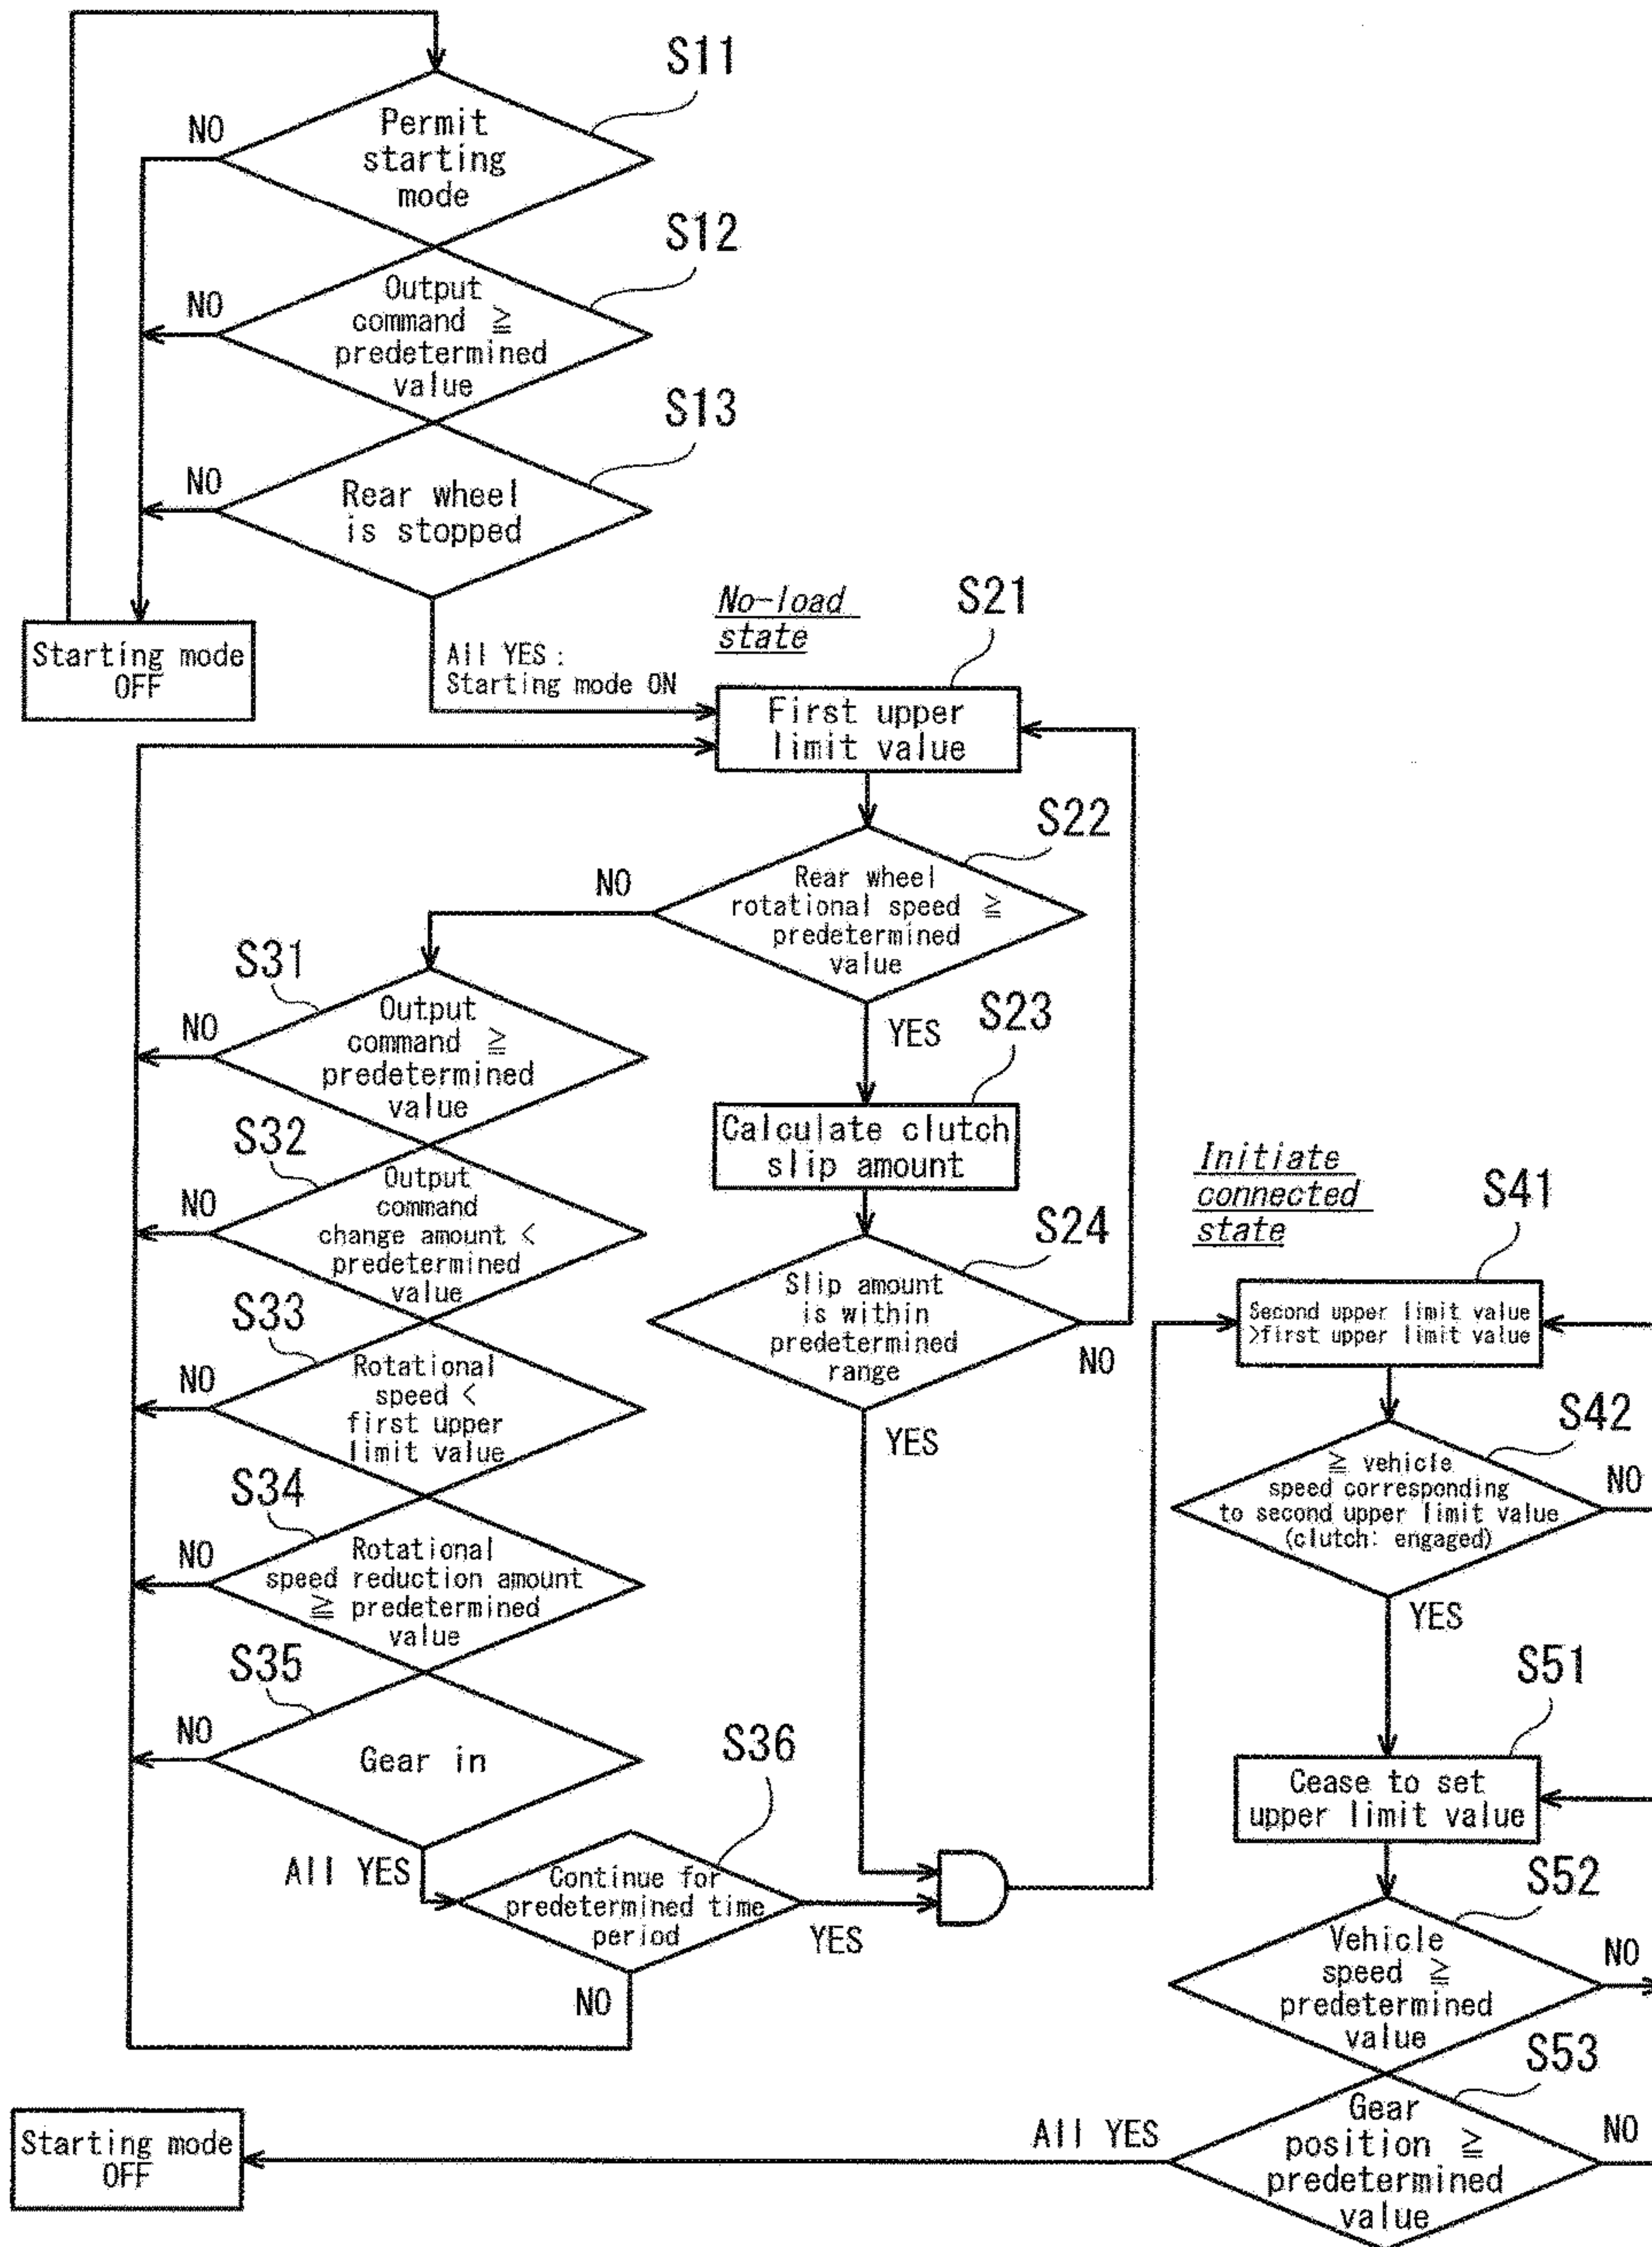 S11
NO
Permit
starting
mode
S12
NO
Output
command ≧
predetermined
value
S13
NO
Rear wheel
is stopped
Starting mode
OFF
All YES:
Starting mode ON
No-load
state
S21
First upper
limit value
S22
NO
Rear wheel
rotational speed ≧
predetermined
value
YES
S23
Calculate clutch
slip amount
S24
Slip amount
is within
predetermined
range
NO
YES
S31
NO
Output
command ≧
predetermined
value
S32
NO
Output
command
change amount <
predetermined
value
S33
NO
Rotational
speed <
first upper
limit value
S34
NO
Rotational
speed reduction amount
≧ predetermined
value
S35
NO
Gear in
All YES
S36
Continue for
predetermined time
period
YES
NO
Initiate
connected
state
S41
Second upper limit value
>first upper limit value
S42
≧ vehicle
speed corresponding
to second upper limit value
(clutch: engaged)
NO
YES
S51
Cease to set
upper limit value
S52
Vehicle
speed ≧
predetermined
value
NO
S53
Gear
position ≧
predetermined
value
NO
All YES
Starting mode
OFF